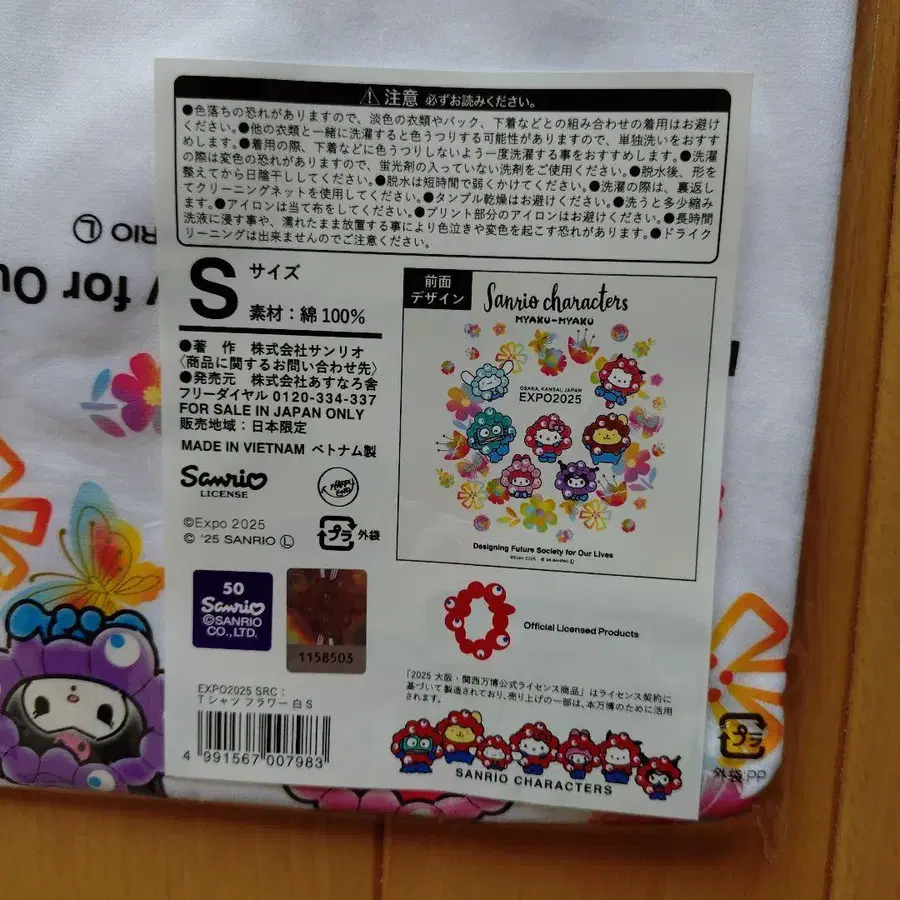 ⚠ 注意 必ずお読みください。
●色落ちの恐れがありますので、淡色の衣類やバック、下着などとの組み合わせの着用はお避け
ください。●他の衣類と一緒に洗濯すると色うつりする可能性がありますので、単独洗いをおすす
めします。●着用の際、下着などに色うつりしないよう一度洗濯する事をおすすめします。●洗濯
の際は変色の恐れがありますので、蛍光剤の入っていない洗剤をご使用ください。●脱水後、形を
整えてから日陰干ししてください。●脱水は短時間で弱くかけてください。●洗濯の際は、裏返し
てクリーニングネットを使用してください。●タンブル乾燥はお避けください。●洗うと多少縮み
ます。●アイロンは当て布をしてください。●プリント部分のアイロンはお避けください。●長時間
洗液に浸す事や、濡れたまま放置する事により色泣きや変色を起こす恐れがあります。●ドライク
リーニングは出来ませんのでご注意ください。
S サイズ
素材：綿 100%
●著 作 株式会社サンリオ
〈商品に関するお問い合わせ先〉
●発売元 株式会社あすなろ舎
フリーダイヤル 0120-334-337
FOR SALE IN JAPAN ONLY
販売地域：日本限定
MADE IN VIETNAM ベトナム製
Sanrio
LICENSE
©Expo 2025
© '25 SANRIO Ⓛ
プラ 外袋
50
Sanrio
©SANRIO
CO., LTD.
1158503
EXPO2025 SRC：
Tシャツ フラワー 白 S
4 991567 007983
前面
デザイン
Sanrio characters
MYAKU-MYAKU
OSAKA, KANSAI, JAPAN
EXPO2025
Designing Future Society for Our Lives
©Expo 2025 © '25 SANRIO Ⓛ
Official Licensed Products
「2025 大阪・関西万博公式ライセンス商品」はライセンス契約に
基づいて製造されており、売り上げの一部は、本万博のために活用
されます。
SANRIO CHARACTERS
プラ
外袋:PP
RIO Ⓛ
for Ou